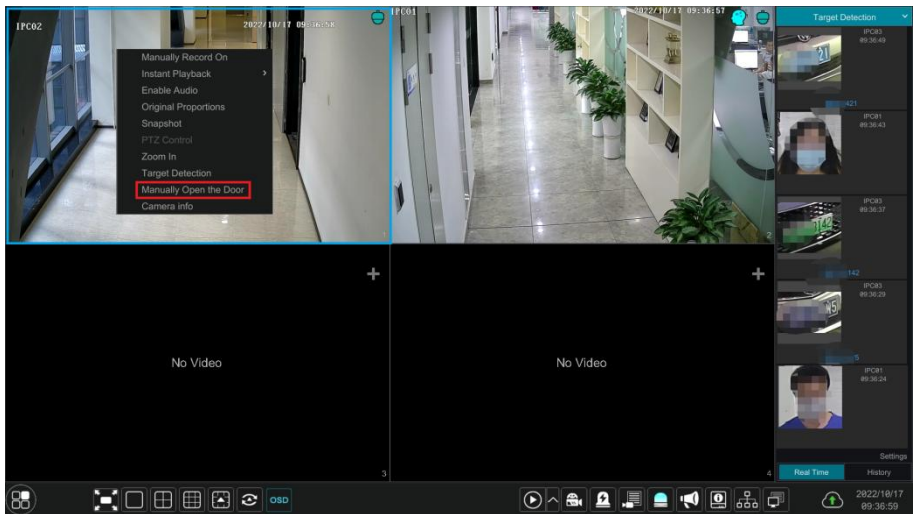 IPC02
2022/10/17 09:36:58
Manually Record On
Instant Playback
Enable Audio
Original Proportions
Snapshot
PTZ Control
Zoom In
Target Detection
Manually Open the Door
Camera info
1
IPC01
2022/10/17 09:36:57
2
No Video
3
No Video
4
Target Detection
IPC03
09:36:49
421
IPC01
09:36:43
IPC03
09:36:37
142
IPC03
09:36:29
5
IPC01
09:36:24
Settings
Real Time
History
OSD
2022/10/17
09:36:59